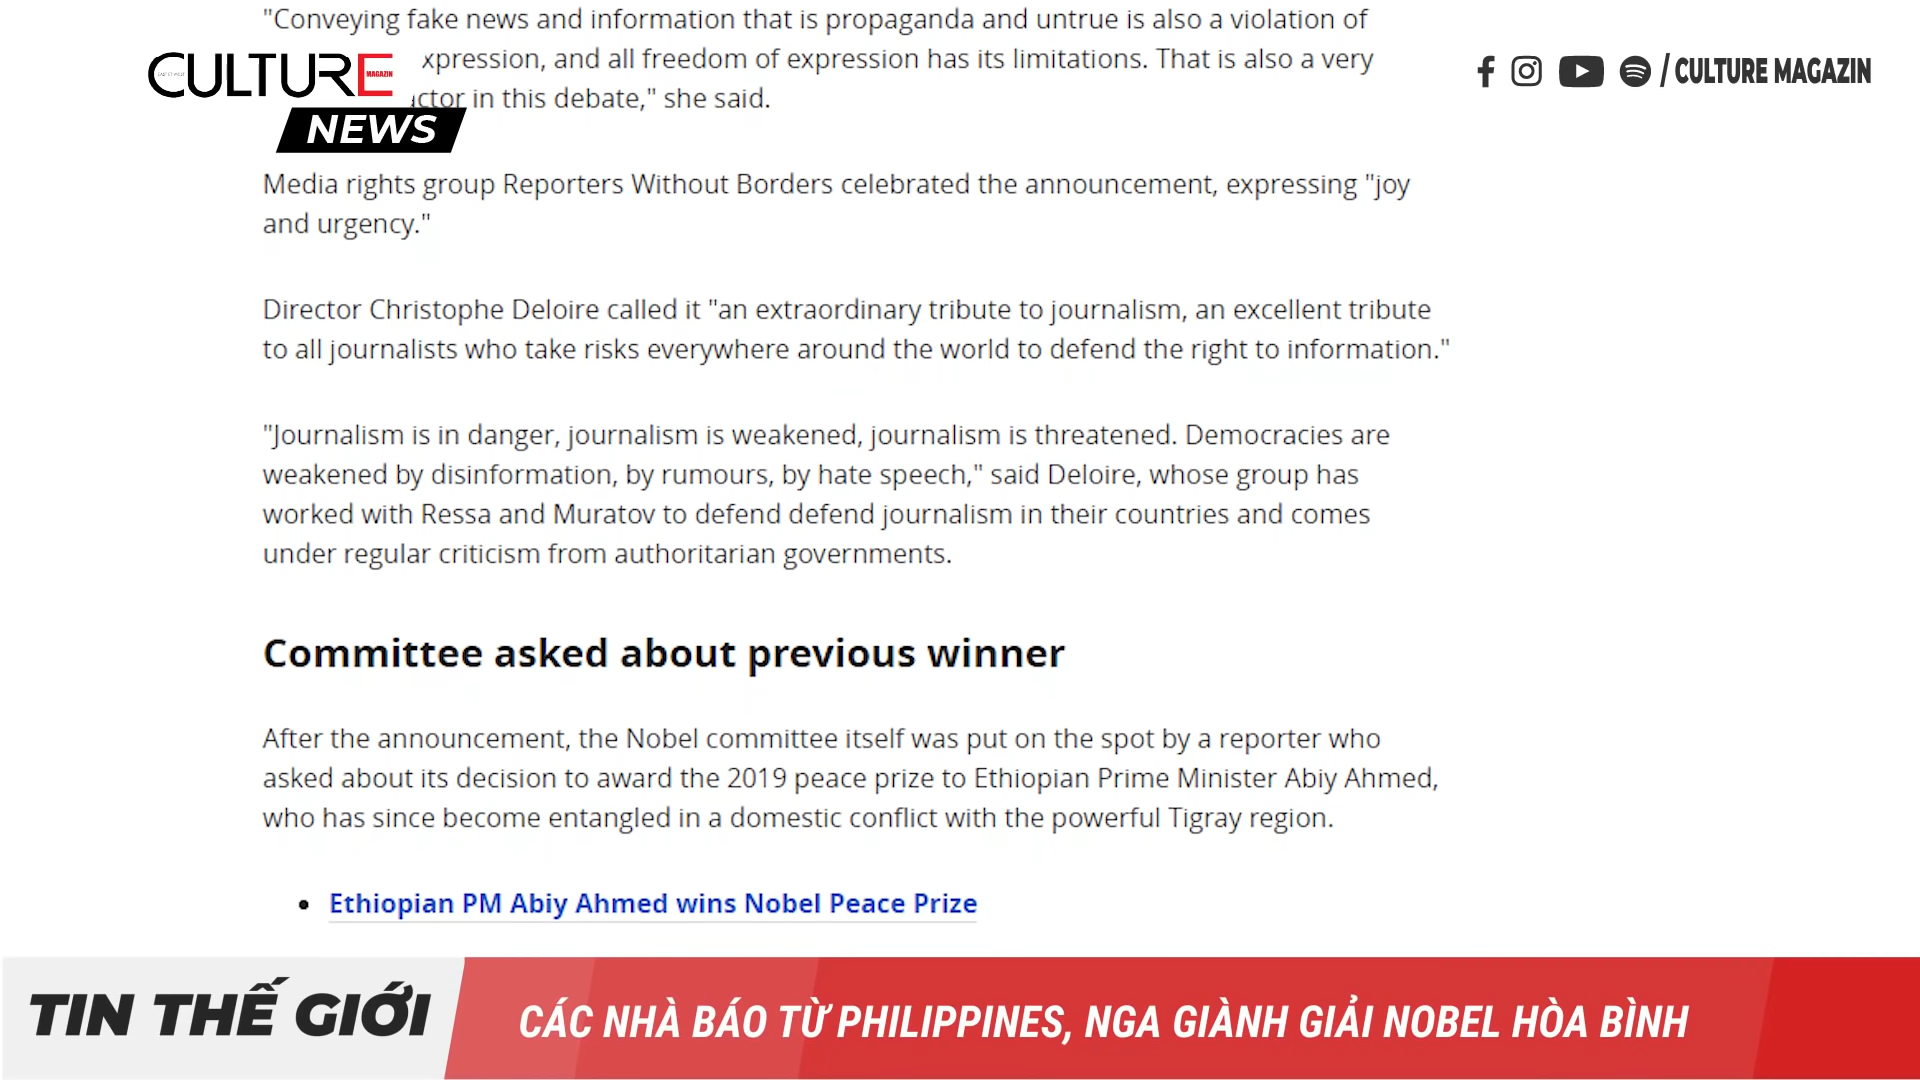 "Conveying fake news and information that is propaganda and untrue is also a violation of
xpression, and all freedom of expression has its limitations. That is also a very
ctor in this debate," she said.
CULTURE
MAGAZIN
NEWS
/ CULTURE MAGAZIN
Media rights group Reporters Without Borders celebrated the announcement, expressing "joy
and urgency."
Director Christophe Deloire called it "an extraordinary tribute to journalism, an excellent tribute
to all journalists who take risks everywhere around the world to defend the right to information."
"Journalism is in danger, journalism is weakened, journalism is threatened. Democracies are
weakened by disinformation, by rumours, by hate speech," said Deloire, whose group has
worked with Ressa and Muratov to defend defend journalism in their countries and comes
under regular criticism from authoritarian governments.
Committee asked about previous winner
After the announcement, the Nobel committee itself was put on the spot by a reporter who
asked about its decision to award the 2019 peace prize to Ethiopian Prime Minister Abiy Ahmed,
who has since become entangled in a domestic conflict with the powerful Tigray region.
• Ethiopian PM Abiy Ahmed wins Nobel Peace Prize
TIN THẾ GIỚI
CÁC NHÀ BÁO TỪ PHILIPPINES, NGA GIÀNH GIẢI NOBEL HÒA BÌNH